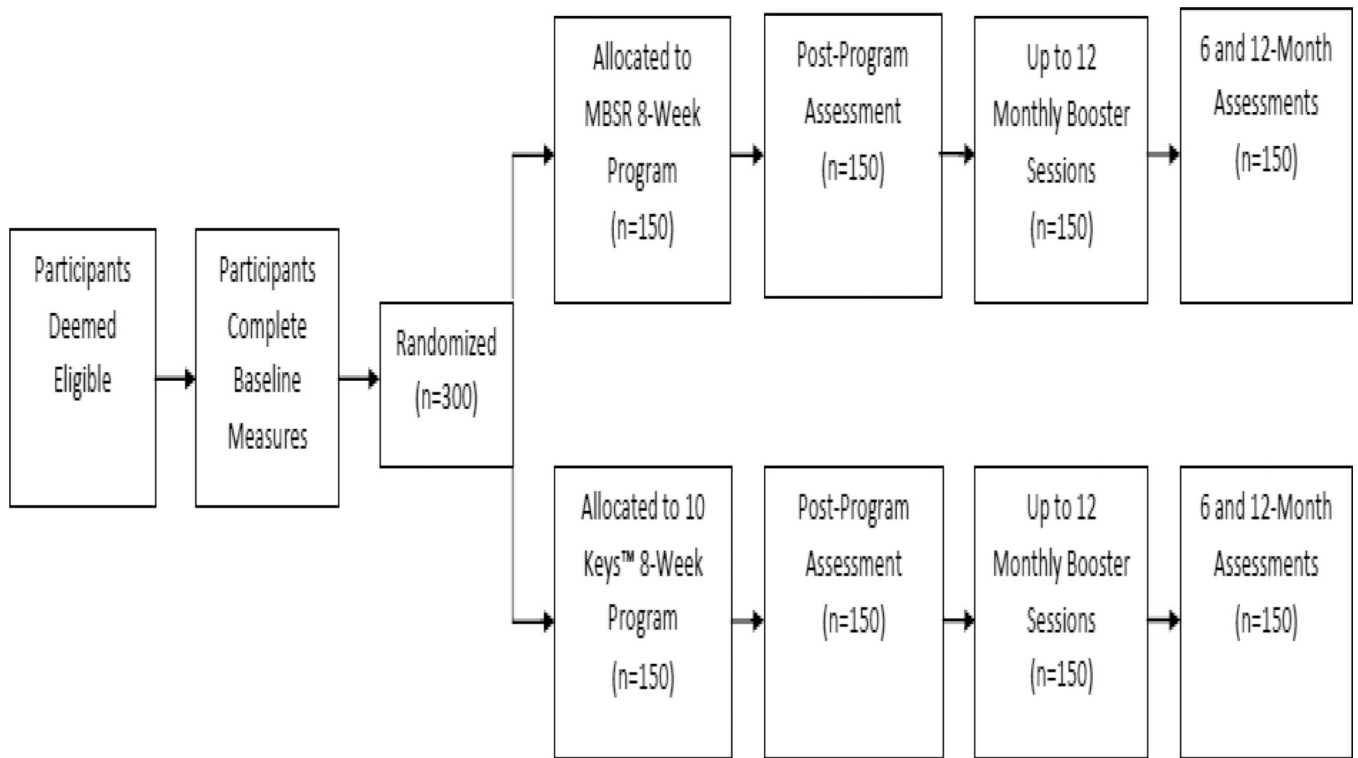 Participants
Deemed
Eligible
Participants
Complete
Baseline
Measures
Randomized
(n=300)
Allocated to
MBSR 8-Week
Program
(n=150)
Post-Program
Assessment
(n=150)
Up to 12
Monthly Booster
Sessions
(n=150)
6 and 12-Month
Assessments
(n=150)
Allocated to 10
Keys™ 8-Week
Program
(n=150)
Post-Program
Assessment
(n=150)
Up to 12
Monthly Booster
Sessions
(n=150)
6 and 12-Month
Assessments
(n=150)